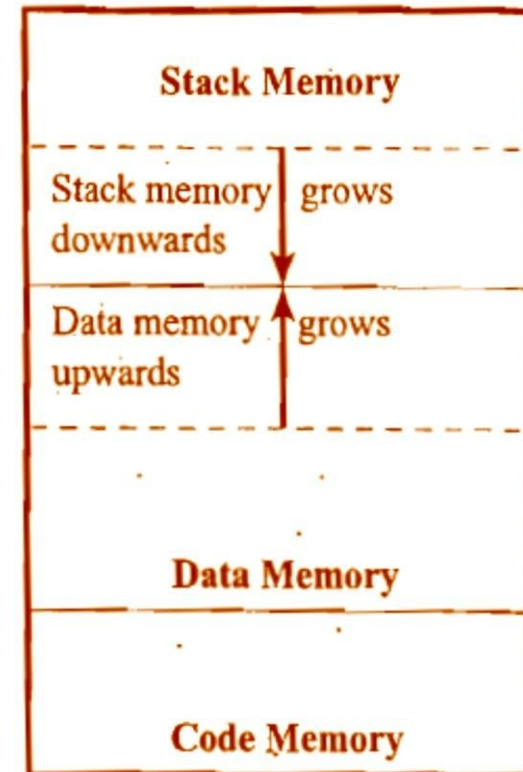 Stack Memory
Stack memory grows
downwards
Data memory grows
upwards
Data Memory
Code Memory